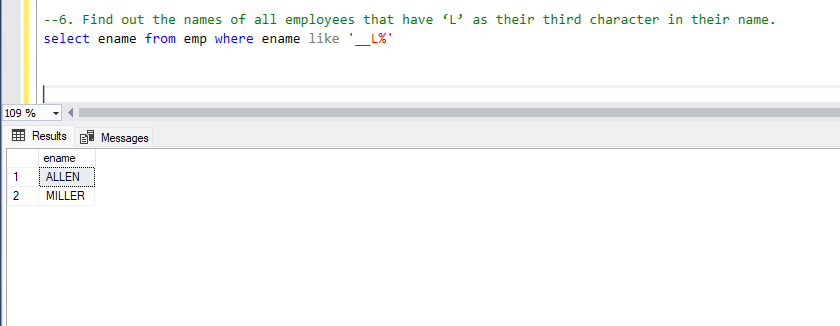 --6. Find out the names of all employees that have ‘L’ as their third character in their name.
select ename from emp where ename like '__L%'
109 %
Results Messages
ename
1 ALLEN
2 MILLER